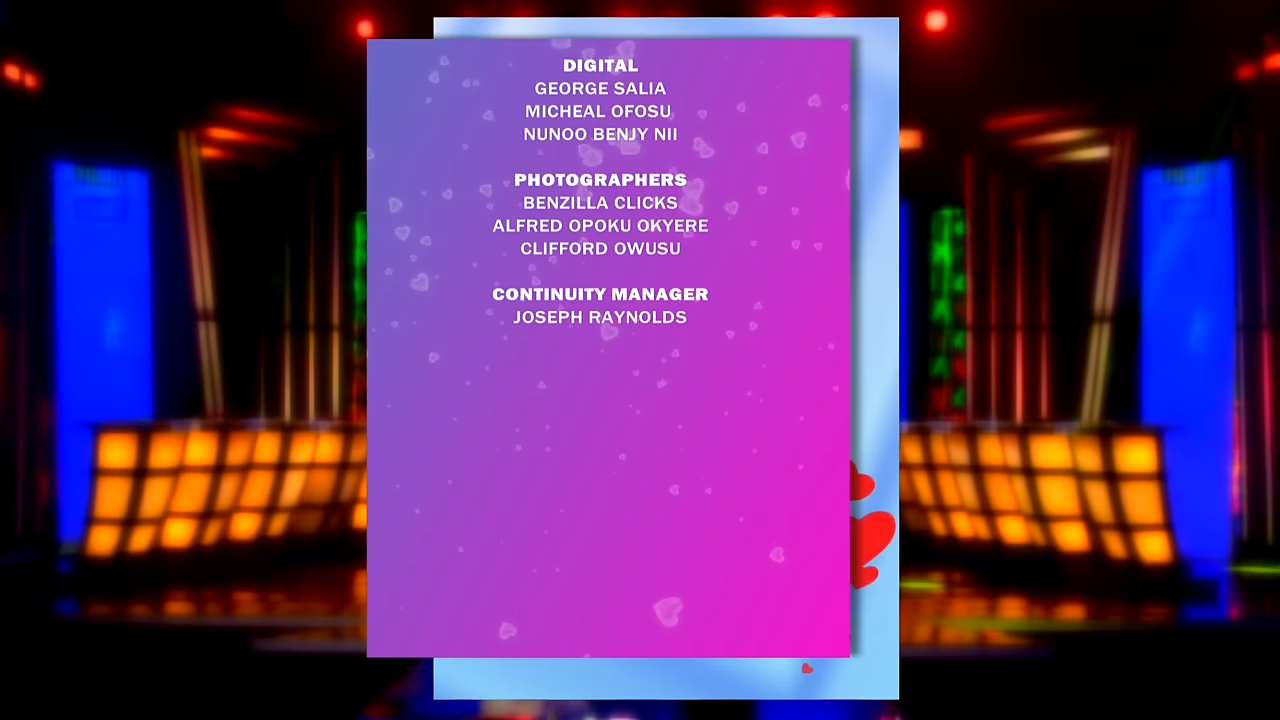 DIGITAL
GEORGE SALIA
MICHEAL OFOSU
NUNOO BENJY NII
PHOTOGRAPHERS
BENZILLA CLICKS
ALFRED OPOKU OKYERE
CLIFFORD OWUSU
CONTINUITY MANAGER
JOSEPH RAYNOLDS